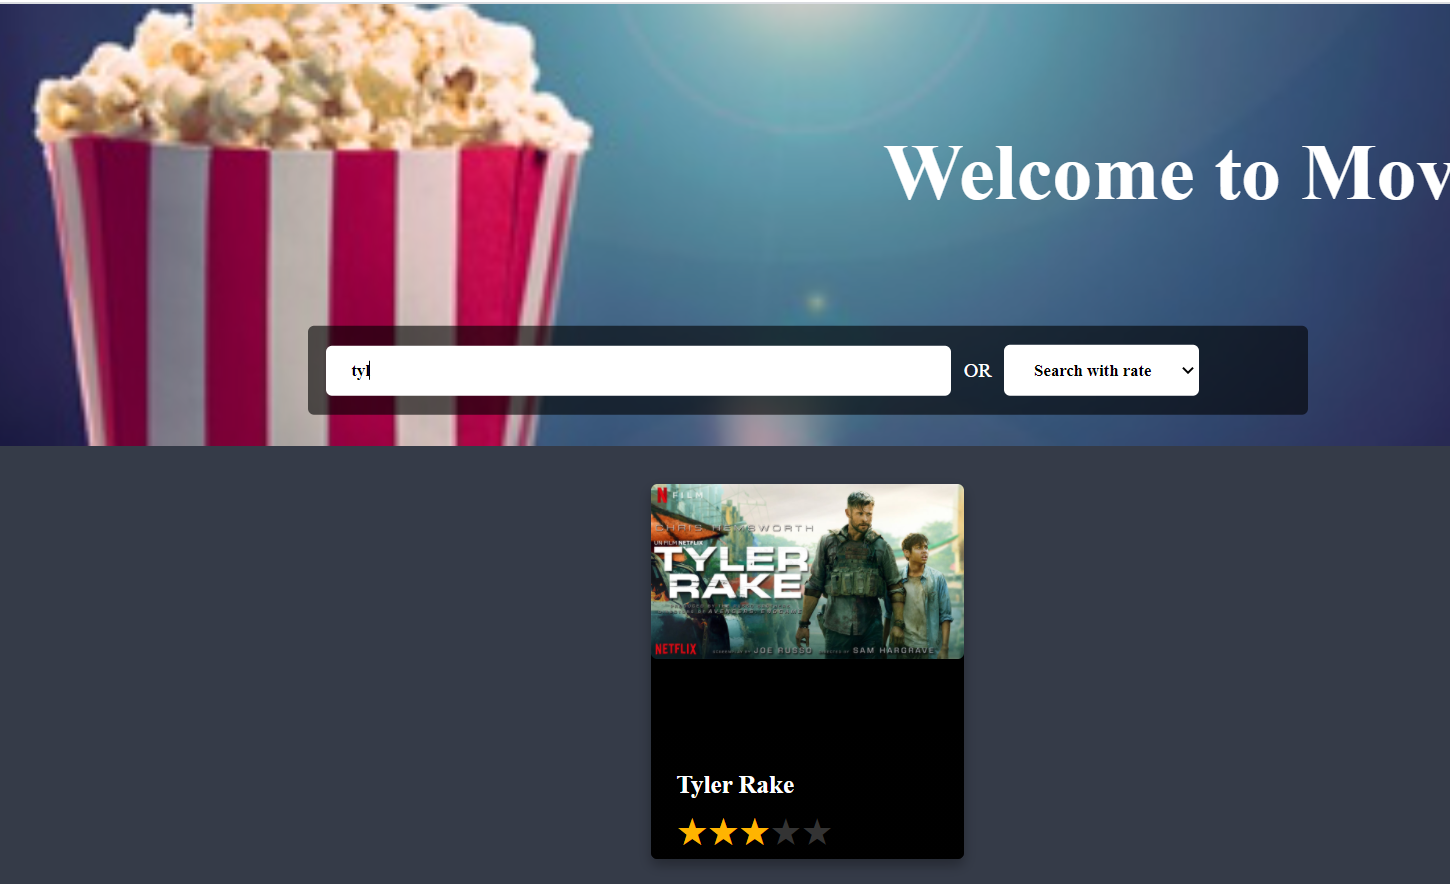 Welcome to Mov
tyl
OR
Search with rate
N FILM
CHRIS HEMSWORTH
UN FILM NETFLIX
TYLER
RAKE
NETFLIX
JOE RUSSO
SAM HARGRAVE
Tyler Rake